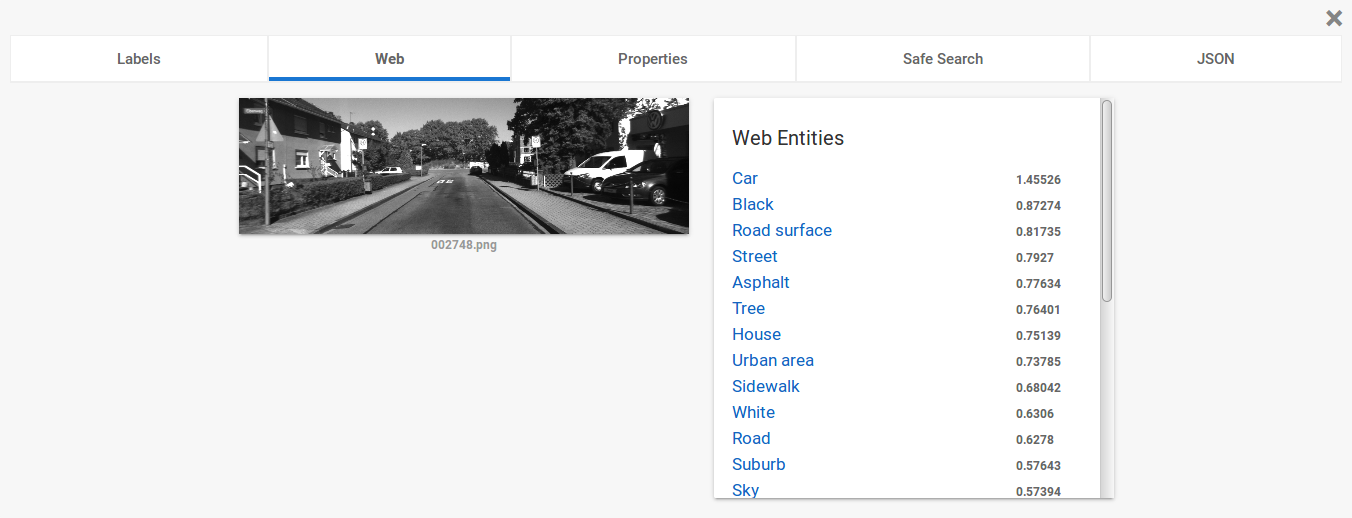 Labels
Web
Properties
Safe Search
JSON
002748.png
Web Entities
Car 1.45526
Black 0.87274
Road surface 0.81735
Street 0.7927
Asphalt 0.77634
Tree 0.76401
House 0.75139
Urban area 0.73785
Sidewalk 0.68042
White 0.6306
Road 0.6278
Suburb 0.57643
Sky 0.57394